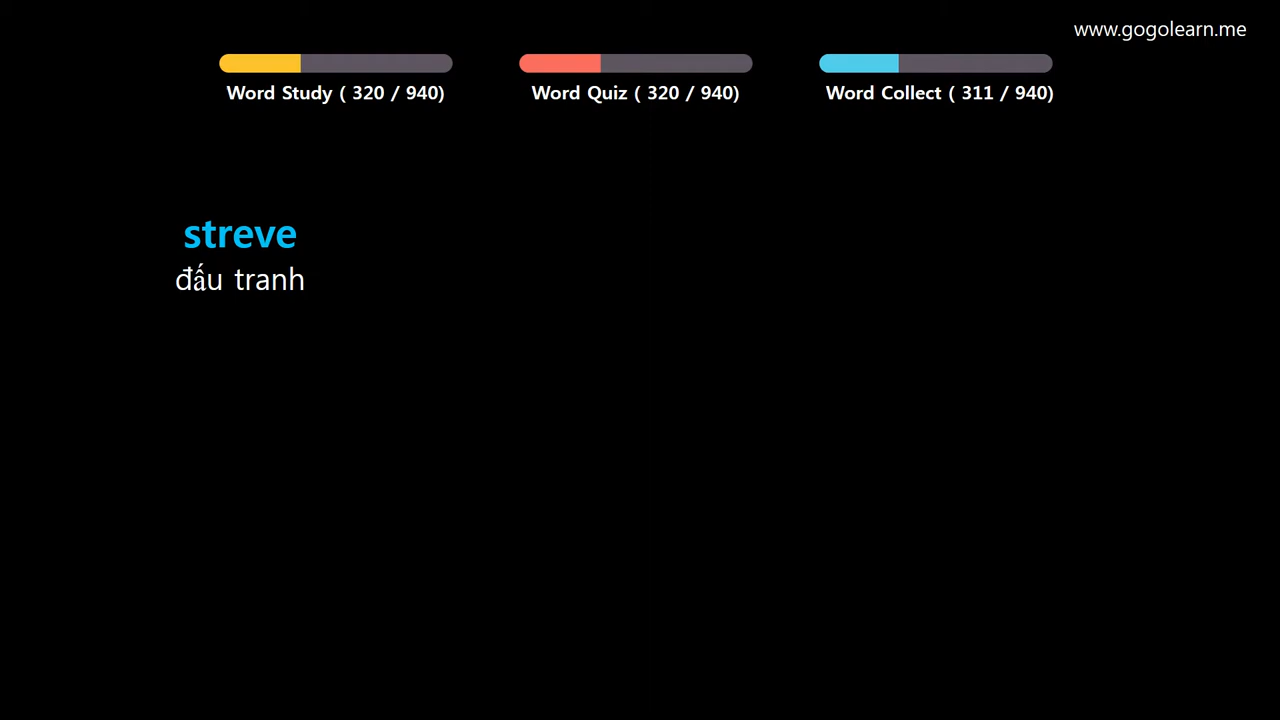 www.gogolearn.me
Word Study ( 320 / 940)
Word Quiz ( 320 / 940)
Word Collect ( 311 / 940)
streve
đấu tranh